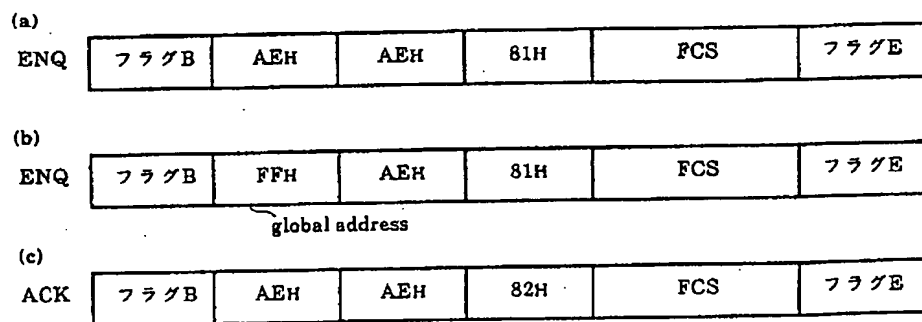 (a)
ENQ フラグB AEH AEH 81H FCS フラグE
(b)
ENQ フラグB FFH AEH 81H FCS フラグE
global address
(c)
ACK フラグB AEH AEH 82H FCS フラグE